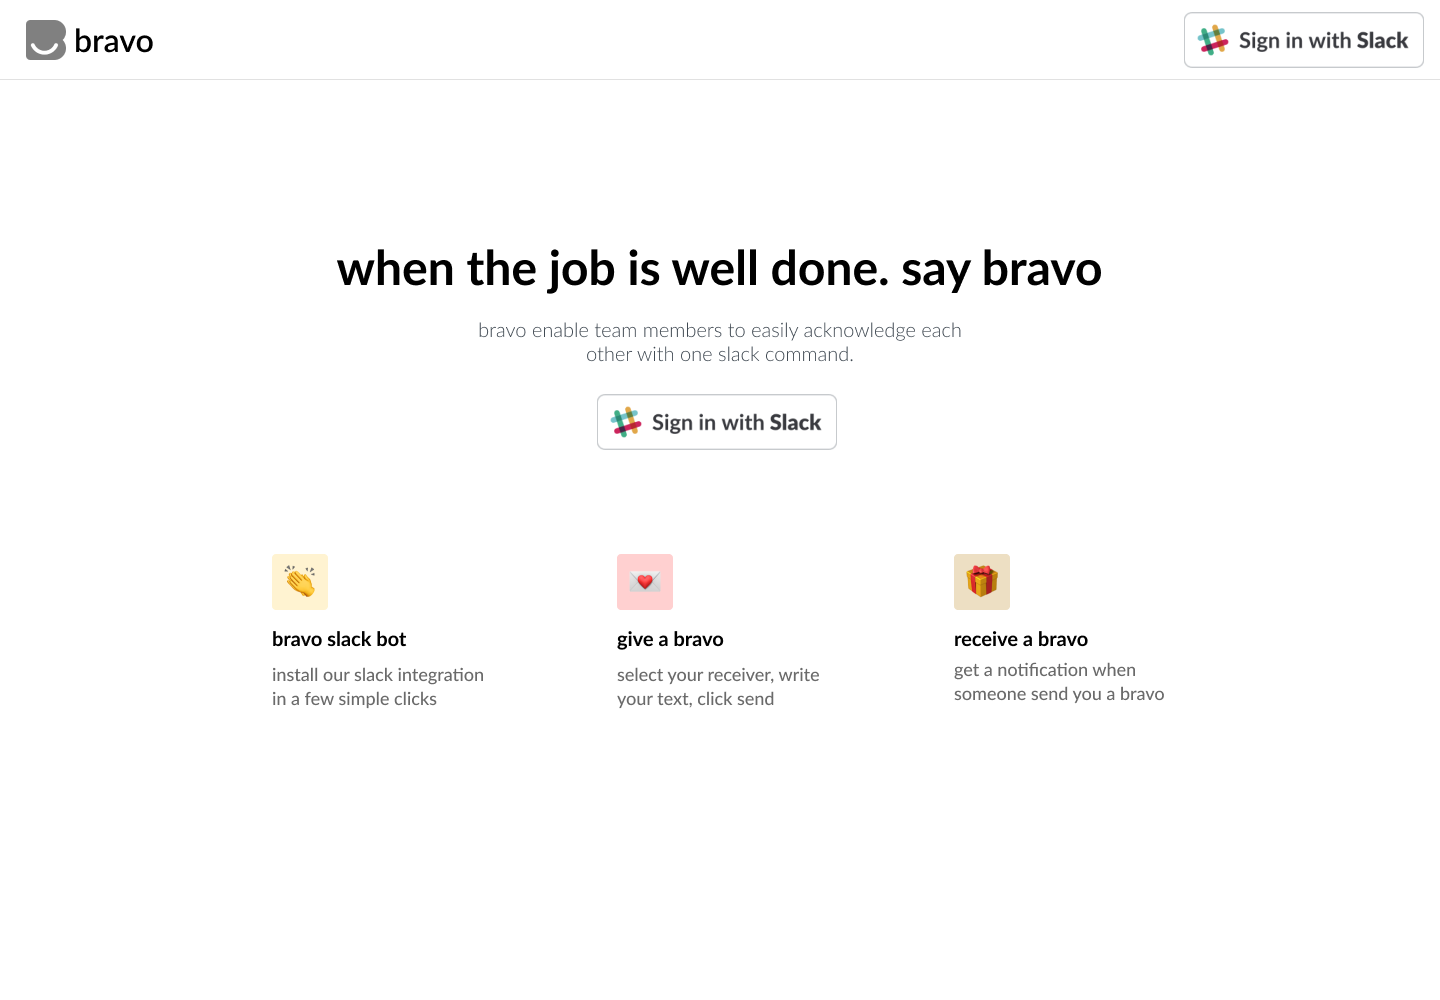 bravo
Sign in with Slack
when the job is well done. say bravo
bravo enable team members to easily acknowledge each
other with one slack command.
Sign in with Slack
bravo slack bot
install our slack integration
in a few simple clicks
give a bravo
select your receiver, write
your text, click send
receive a bravo
get a notification when
someone send you a bravo